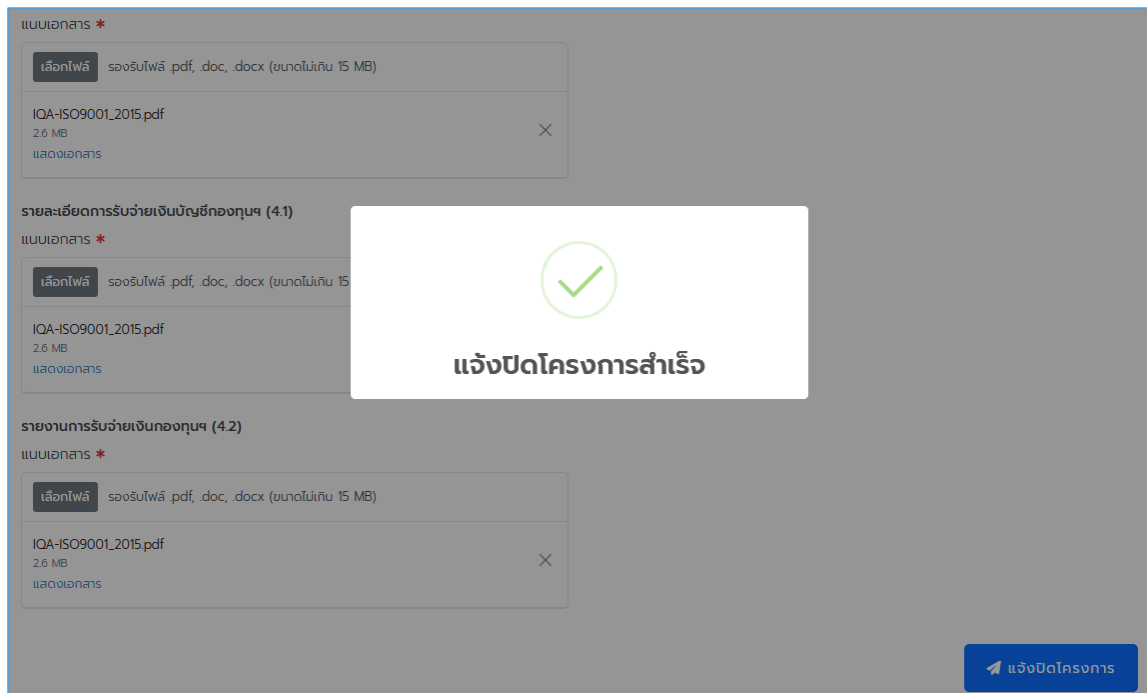 แนบเอกสาร *
เลือกไฟล์ รองรับไฟล์ .pdf, .doc, .docx (ขนาดไม่เกิน 15 MB)
IQA-ISO9001_2015.pdf
2.6 MB
แสดงเอกสาร
รายละเอียดการรับจ่ายเงินบัญชีกองทุนฯ (4.1)
แนบเอกสาร *
เลือกไฟล์ รองรับไฟล์ .pdf, .doc, .docx (ขนาดไม่เกิน 15
IQA-ISO9001_2015.pdf
2.6 MB
แสดงเอกสาร
แจ้งปิดโครงการสำเร็จ
รายงานการรับจ่ายเงินกองทุนฯ (4.2)
แนบเอกสาร *
เลือกไฟล์ รองรับไฟล์ .pdf, .doc, .docx (ขนาดไม่เกิน 15 MB)
IQA-ISO9001_2015.pdf
2.6 MB
แสดงเอกสาร
แจ้งปิดโครงการ